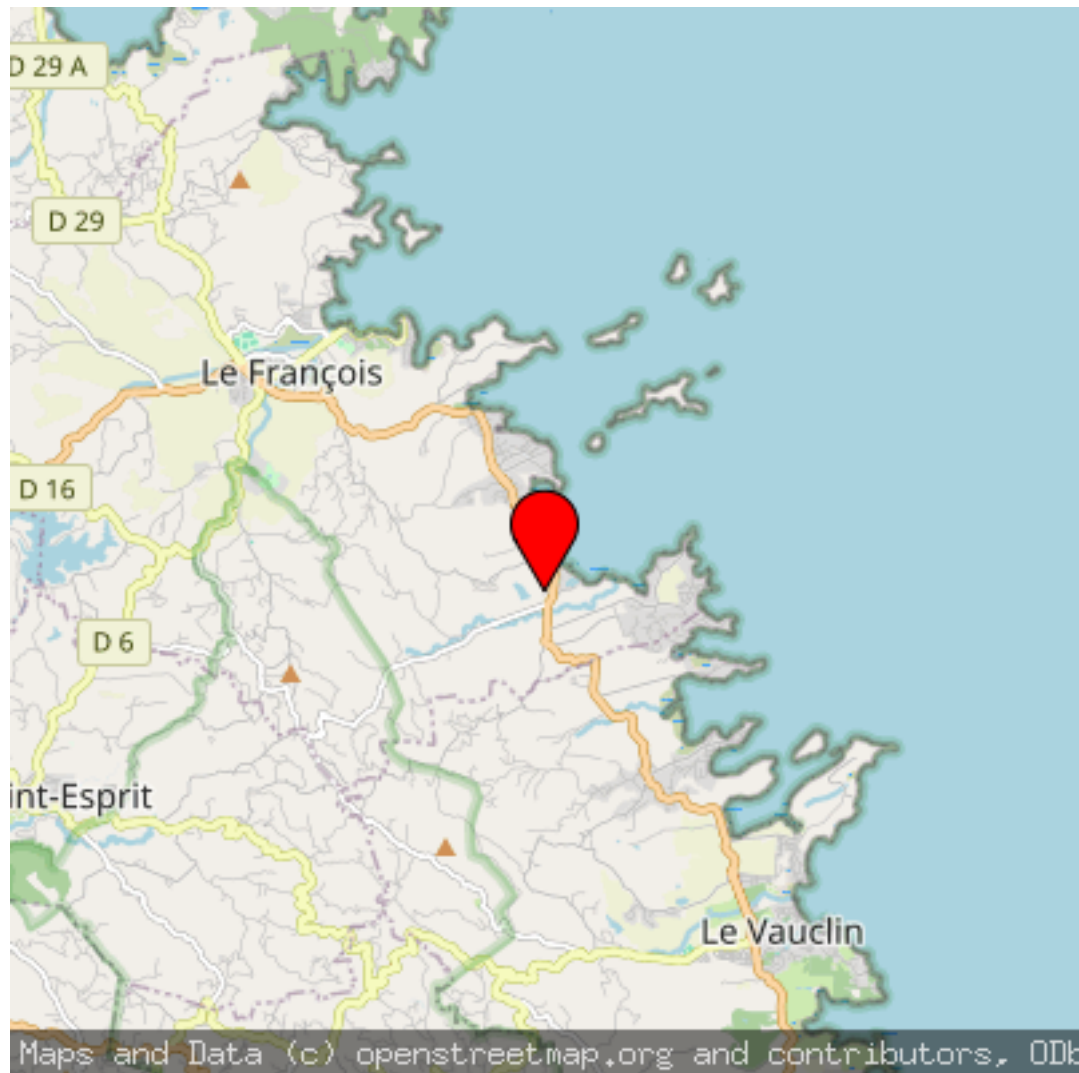 D 29 A
D 29
Le François
D 16
D 6
int-Esprit
Le Vauclin
Maps and Data (c) openstreetmap.org and contributors, ODb